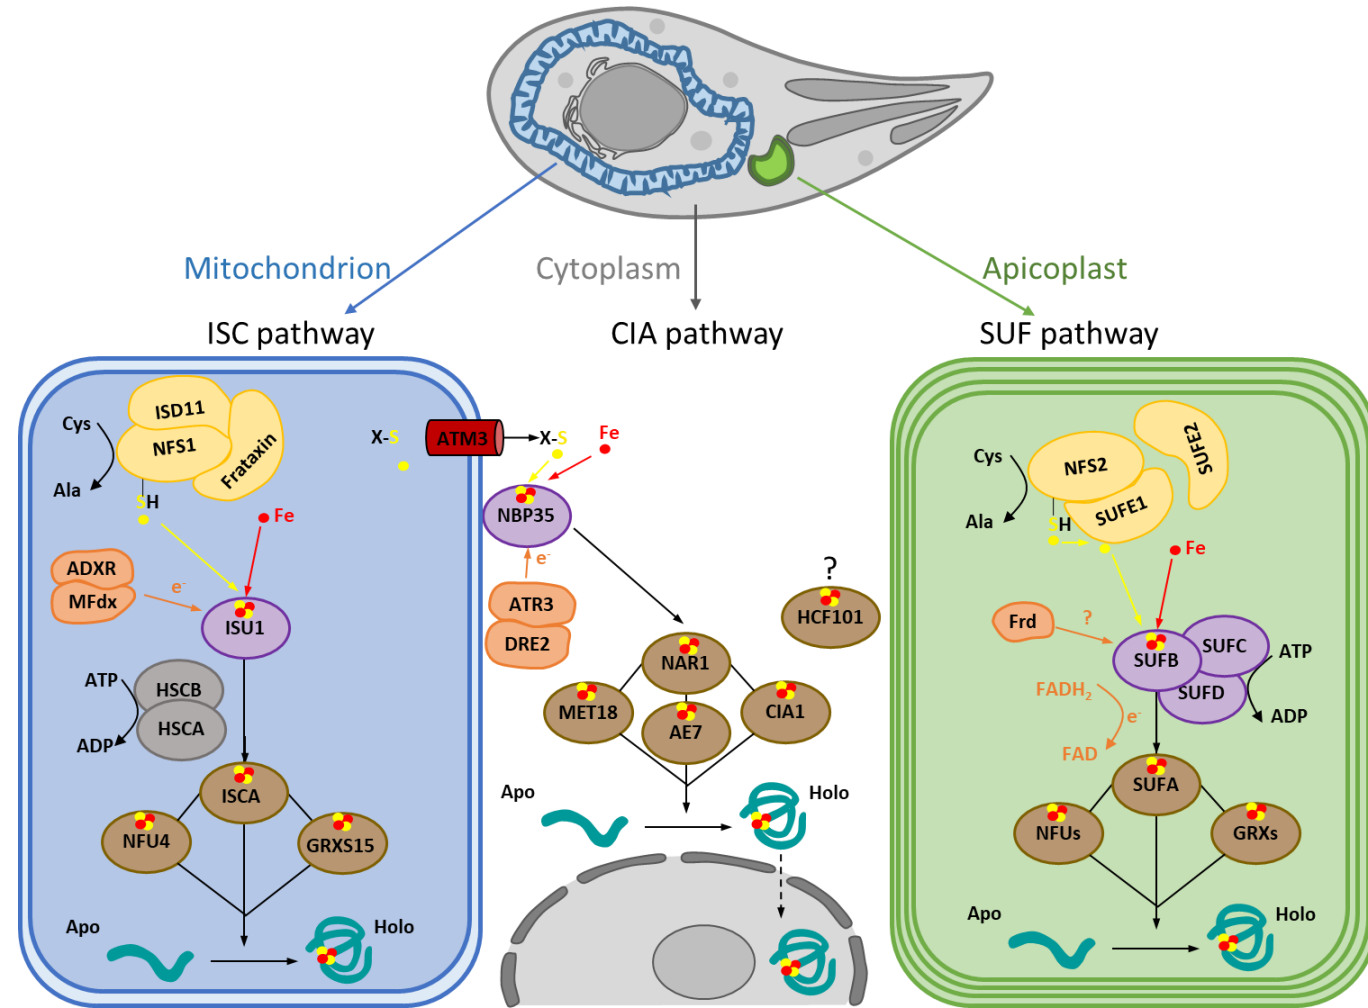 Mitochondrion
Cytoplasm
Apicoplast
ISC pathway
CIA pathway
SUF pathway
ISD11
NFS1
Frataxin
Cys
Ala
SH
Fe
ADXR
MFdx
e-
ISU1
ATP
ADP
HSCB
HSCA
ISCA
NFU4
GRXS15
Apo
Holo
X-S
ATM3
X-S
Fe
NBP35
e-
ATR3
DRE2
?
HCF101
NAR1
MET18
AE7
CIA1
Apo
Holo
Cys
Ala
NFS2
SUFE1
SUFE2
SH
Fe
Frd
?
SUFB
SUFC
SUFD
ATP
ADP
FADH2
e-
FAD
SUFA
NFUs
GRXs
Apo
Holo